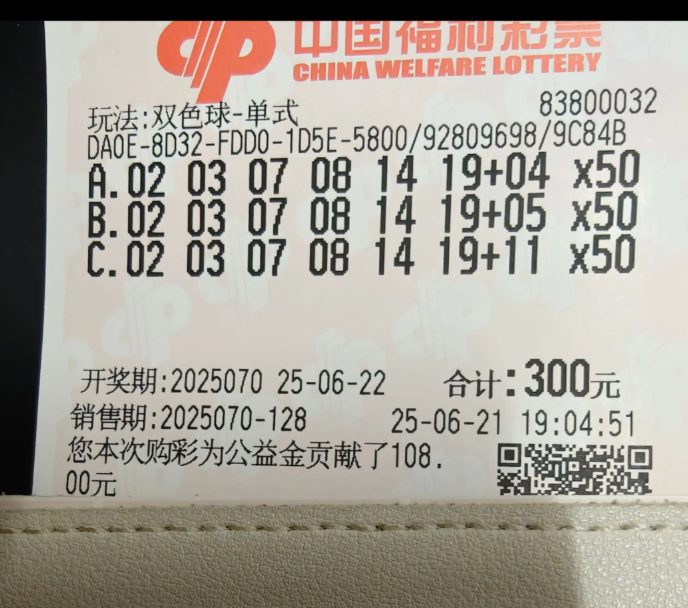 中国福利彩票
CHINA WELFARE LOTTERY
玩法:双色球-单式 83800032
DA0E-8D32-FDD0-1D5E-5800/92809698/9C84B
A.02 03 07 08 14 19+04 x50
B.02 03 07 08 14 19+05 x50
C.02 03 07 08 14 19+11 x50
开奖期:2025070 25-06-22 合计:300元
销售期:2025070-128 25-06-21 19:04:51
您本次购彩为公益金贡献了108.
00元